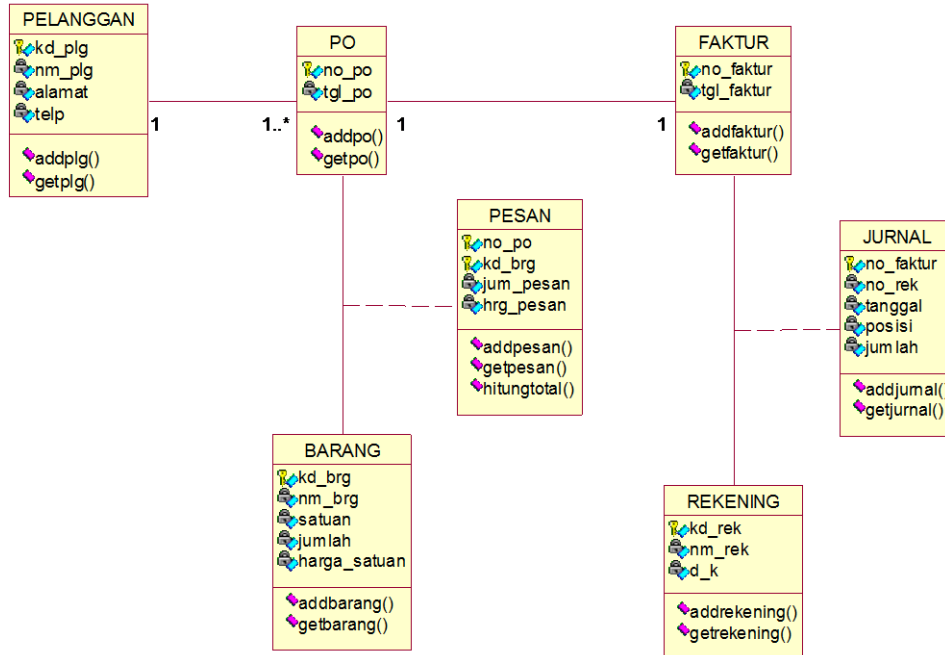 PELANGGAN
kd_plg
nm_plg
alamat
telp
addplg()
getplg()
1
1..*
PO
no_po
tgl_po
addpo()
getpo()
1
1
FAKTUR
no_faktur
tgl_faktur
addfaktur()
getfaktur()
PESAN
no_po
kd_brg
jum_pesan
hrg_pesan
addpesan()
getpesan()
hitungtotal()
JURNAL
no_faktur
no_rek
tanggal
posisi
jumlah
addjurnal()
getjurnal()
BARANG
kd_brg
nm_brg
satuan
jumlah
harga_satuan
addbarang()
getbarang()
REKENING
kd_rek
nm_rek
d_k
addrekening()
getrekening()